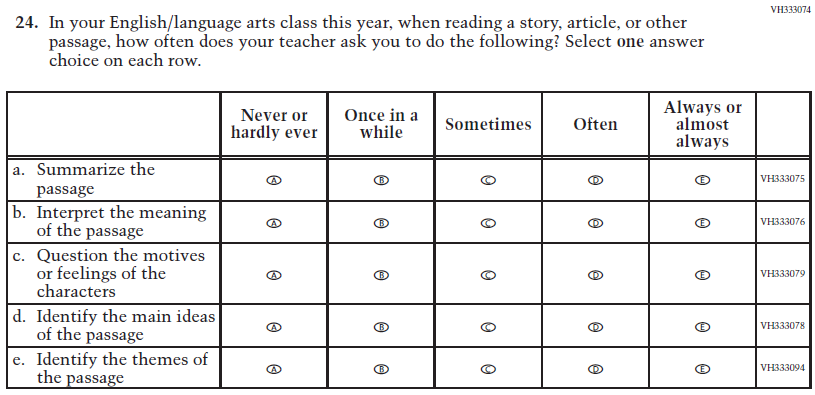 VH333074
24. In your English/language arts class this year, when reading a story, article, or other
passage, how often does your teacher ask you to do the following? Select one answer
choice on each row.
Never or
hardly ever
Once in a
while
Sometimes
Often
Always or
almost
always
a. Summarize the
passage
A B C D E VH333075
b. Interpret the meaning
of the passage
A B C D E VH333076
c. Question the motives
or feelings of the
characters
A B C D E VH333079
d. Identify the main ideas
of the passage
A B C D E VH333078
e. Identify the themes of
the passage
A B C D E VH333094